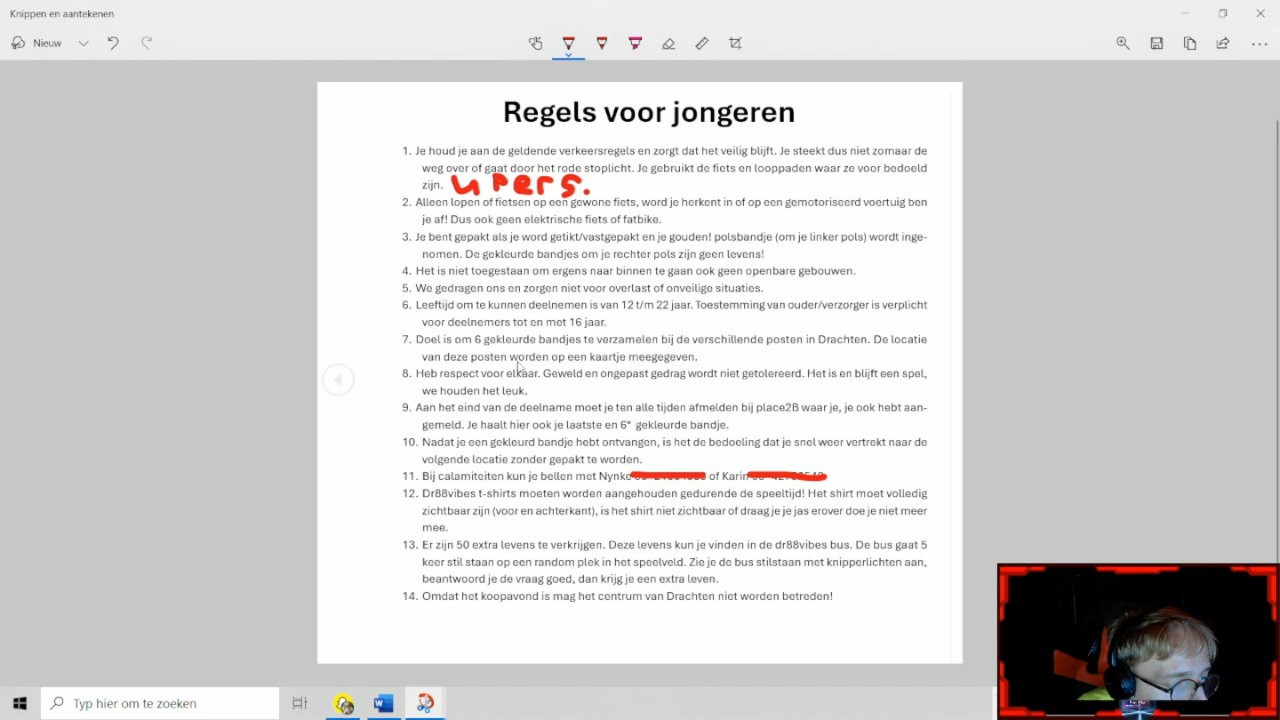 Knippen en aantekenen
Nieuw
Regels voor jongeren
1. Je houd je aan de geldende verkeersregels en zorgt dat het veilig blijft. Je steekt dus niet zomaar de
weg over of gaat door het rode stoplicht. Je gebruikt de fiets en looppaden waar ze voor bedoeld
zijn.
2. Alleen lopen of fietsen op een gewone fiets, word je herkent in of op een gemotoriseerd voertuig ben
je af! Dus ook geen elektrische fiets of fatbike.
3. Je bent gepakt als je word getikt/vastgepakt en je gouden! polsbandje (om je linker pols) wordt inge-
nomen. De gekleurde bandjes om je rechter pols zijn geen levens!
4. Het is niet toegestaan om ergens naar binnen te gaan ook geen openbare gebouwen.
5. We gedragen ons en zorgen niet voor overlast of onveilige situaties.
6. Leeftijd om te kunnen deelnemen is van 12 t/m 22 jaar. Toestemming van ouder/verzorger is verplicht
voor deelnemers tot en met 16 jaar.
7. Doel is om 6 gekleurde bandjes te verzamelen bij de verschillende posten in Drachten. De locatie
van deze posten worden op een kaartje meegegeven.
8. Heb respect voor elkaar. Geweld en ongepast gedrag wordt niet getolereerd. Het is en blijft een spel,
we houden het leuk.
9. Aan het eind van de deelname moet je ten alle tijden afmelden bij place2B waar je, je ook hebt aan-
gemeld. Je haalt hier ook je laatste en 6e gekleurde bandje.
10. Nadat je een gekleurd bandje hebt ontvangen, is het de bedoeling dat je snel weer vertrekt naar de
volgende locatie zonder gepakt te worden.
11. Bij calamiteiten kun je bellen met Nynke of Karin
12. Dr88vibes t-shirts moeten worden aangehouden gedurende de speeltijd! Het shirt moet volledig
zichtbaar zijn (voor en achterkant), is het shirt niet zichtbaar of draag je je jas erover doe je niet meer
mee.
13. Er zijn 50 extra levens te verkrijgen. Deze levens kun je vinden in de dr88vibes bus. De bus gaat 5
keer stil staan op een random plek in het speelveld. Zie je de bus stilstaan met knipperlichten aan,
beantwoord je de vraag goed, dan krijg je een extra leven.
14. Omdat het koopavond is mag het centrum van Drachten niet worden betreden!
Typ hier om te zoeken